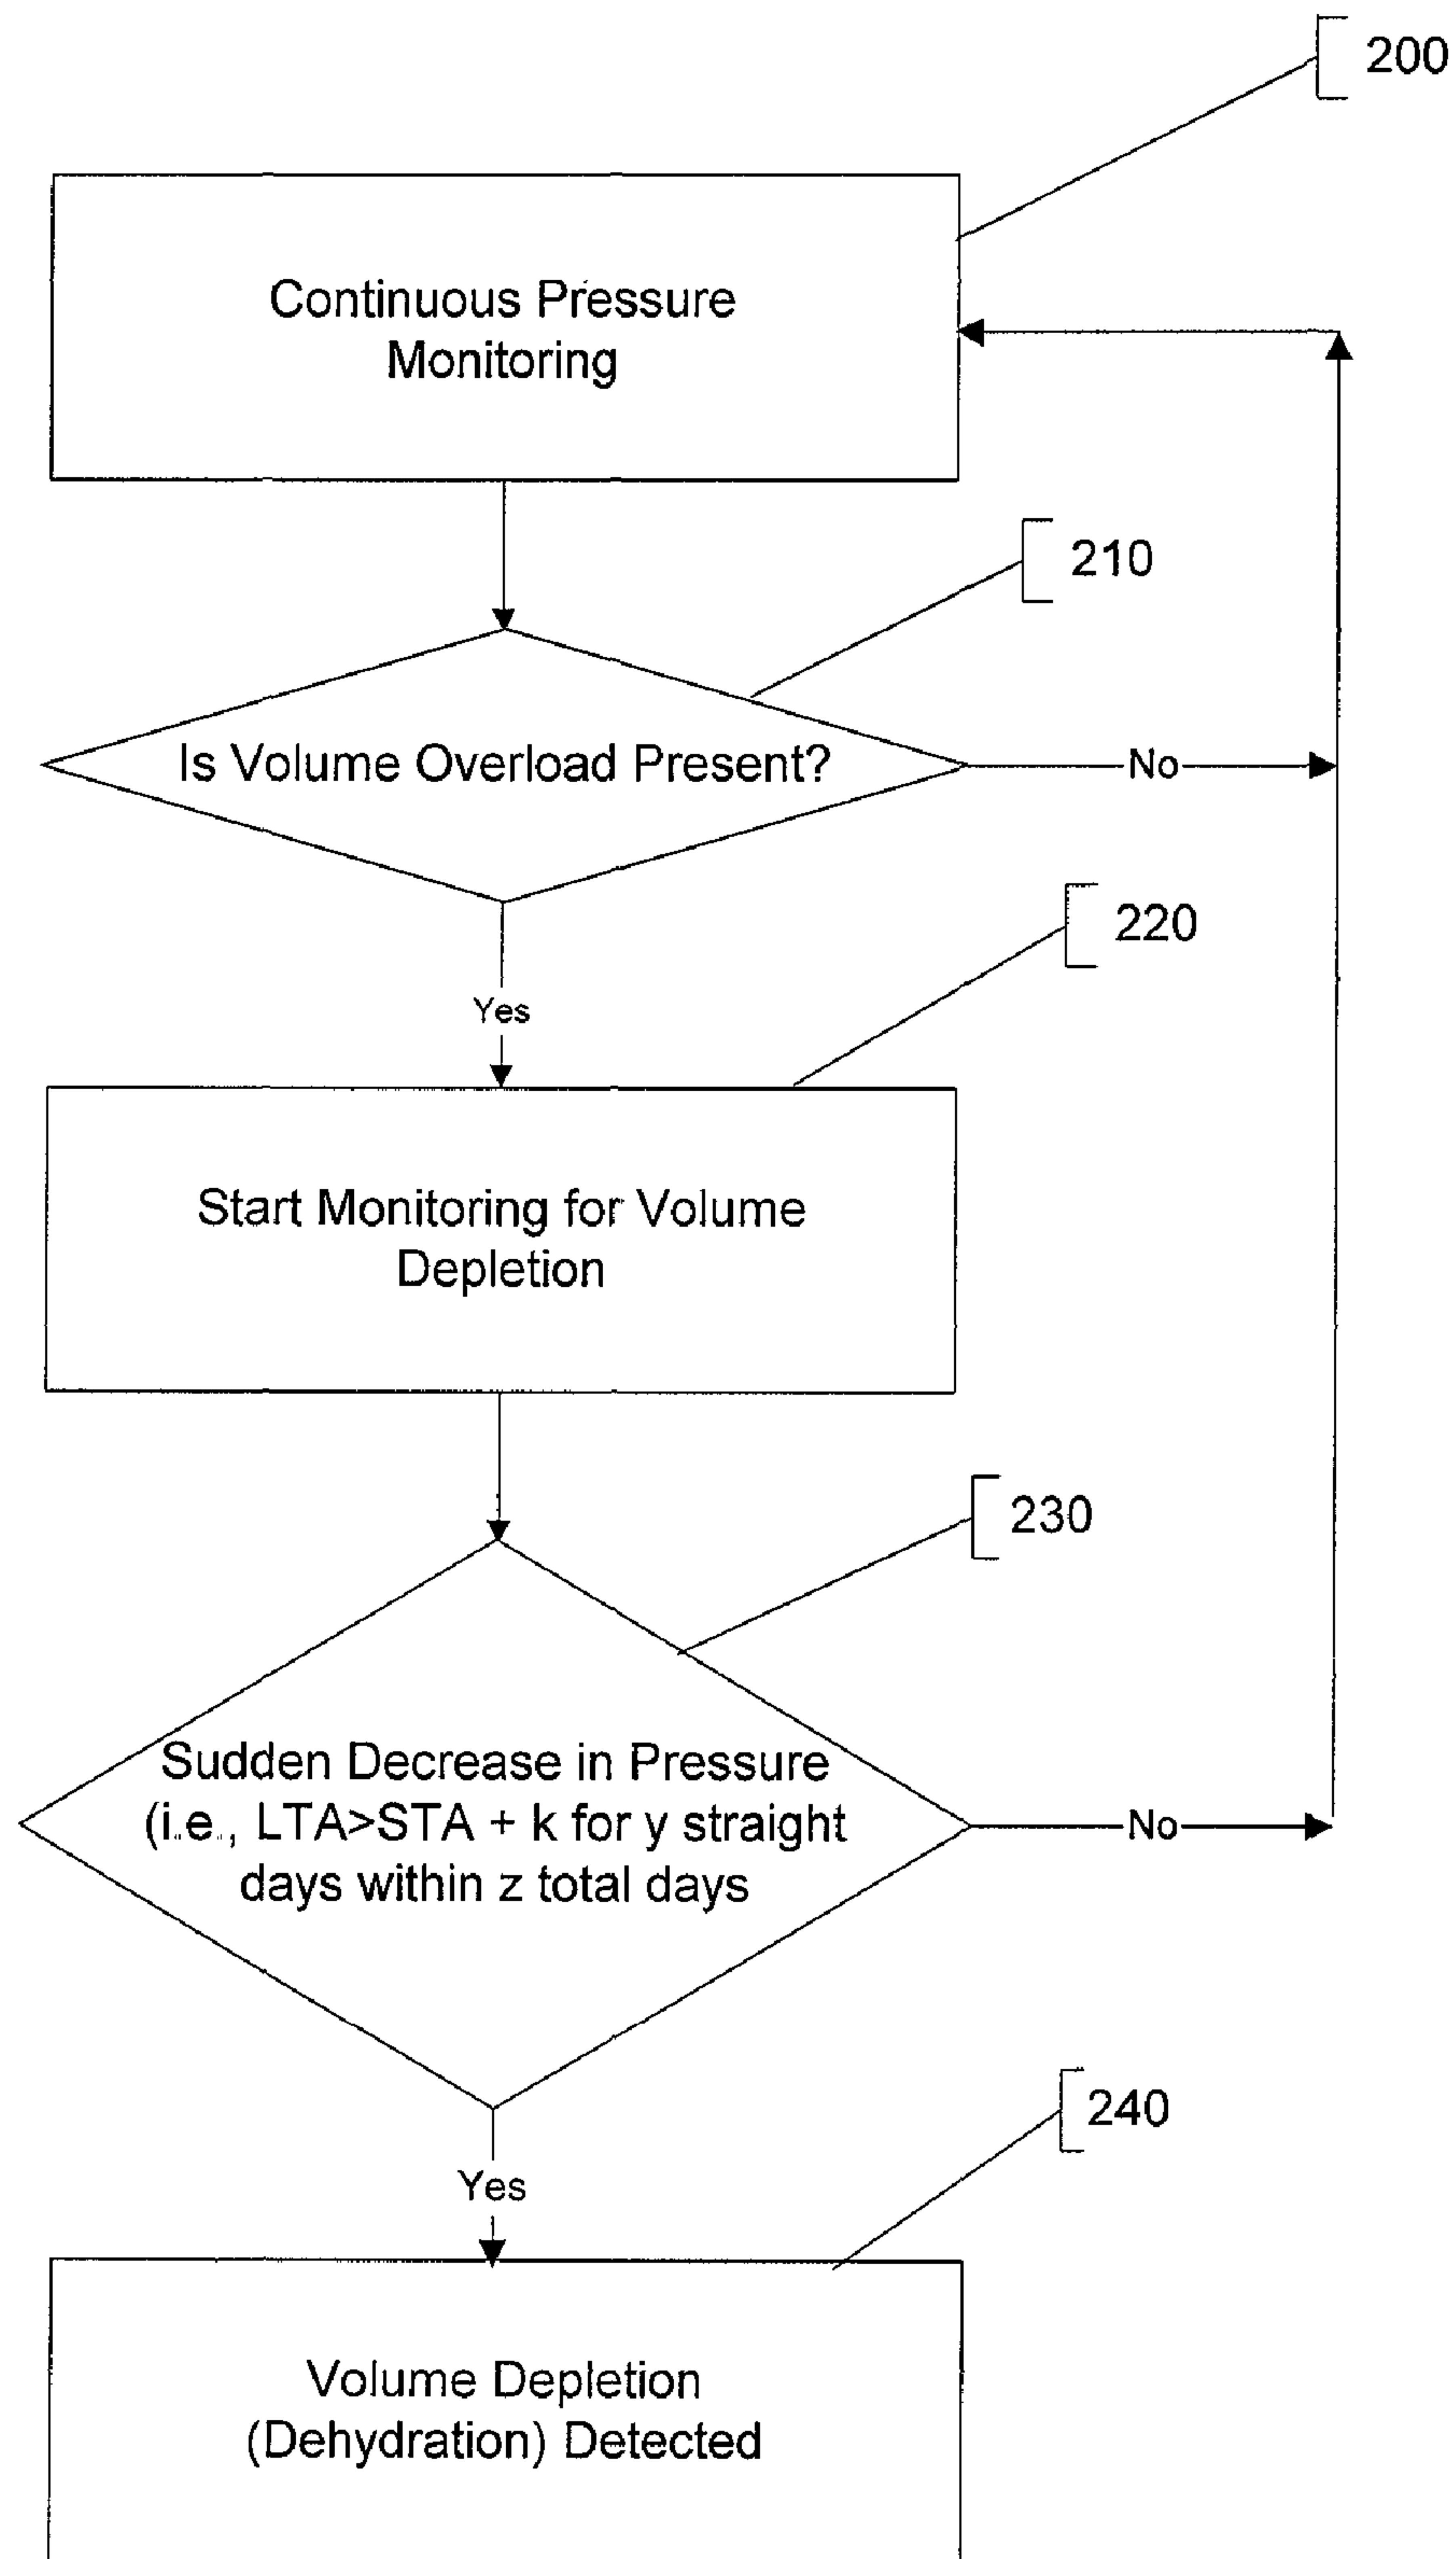 200
Continuous Pressure
Monitoring
210
Is Volume Overload Present?
No
220
Yes
Start Monitoring for Volume
Depletion
230
Sudden Decrease in Pressure
(i.e., LTA>STA + k for y straight
days within z total days
No
240
Yes
Volume Depletion
(Dehydration) Detected